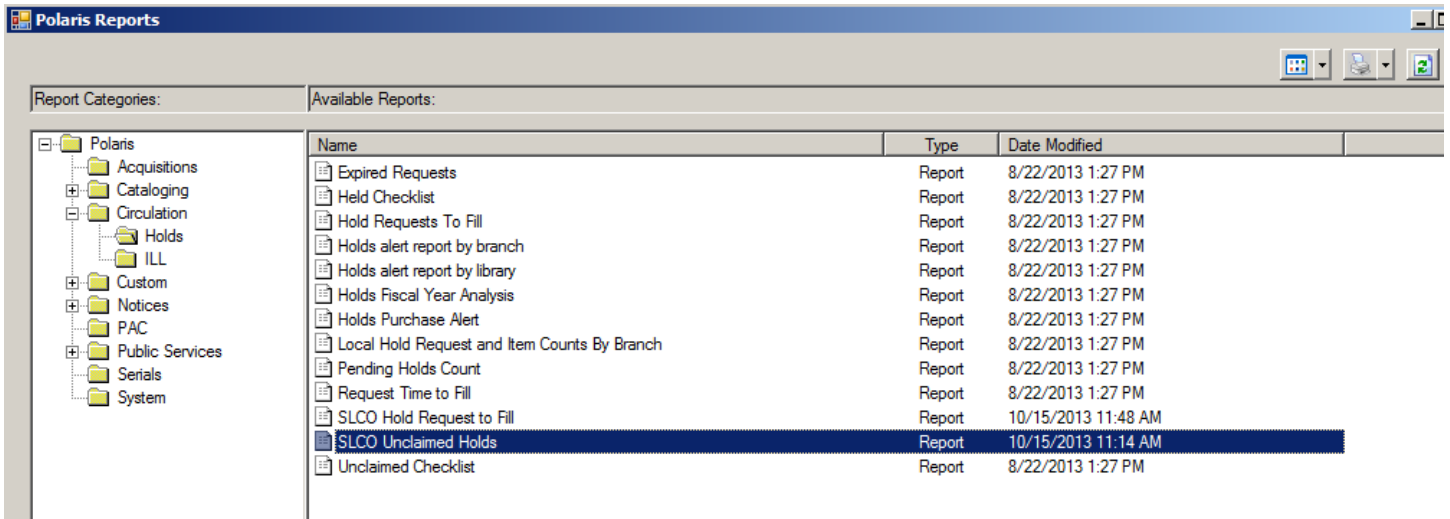 Polaris Reports
Report Categories: Available Reports:
Polaris
Acquisitions
Cataloging
Circulation
Holds
ILL
Custom
Notices
PAC
Public Services
Serials
System
Name Type Date Modified
Expired Requests Report 8/22/2013 1:27 PM
Held Checklist Report 8/22/2013 1:27 PM
Hold Requests To Fill Report 8/22/2013 1:27 PM
Holds alert report by branch Report 8/22/2013 1:27 PM
Holds alert report by library Report 8/22/2013 1:27 PM
Holds Fiscal Year Analysis Report 8/22/2013 1:27 PM
Holds Purchase Alert Report 8/22/2013 1:27 PM
Local Hold Request and Item Counts By Branch Report 8/22/2013 1:27 PM
Pending Holds Count Report 8/22/2013 1:27 PM
Request Time to Fill Report 8/22/2013 1:27 PM
SLCO Hold Request to Fill Report 10/15/2013 11:48 AM
SLCO Unclaimed Holds Report 10/15/2013 11:14 AM
Unclaimed Checklist Report 8/22/2013 1:27 PM